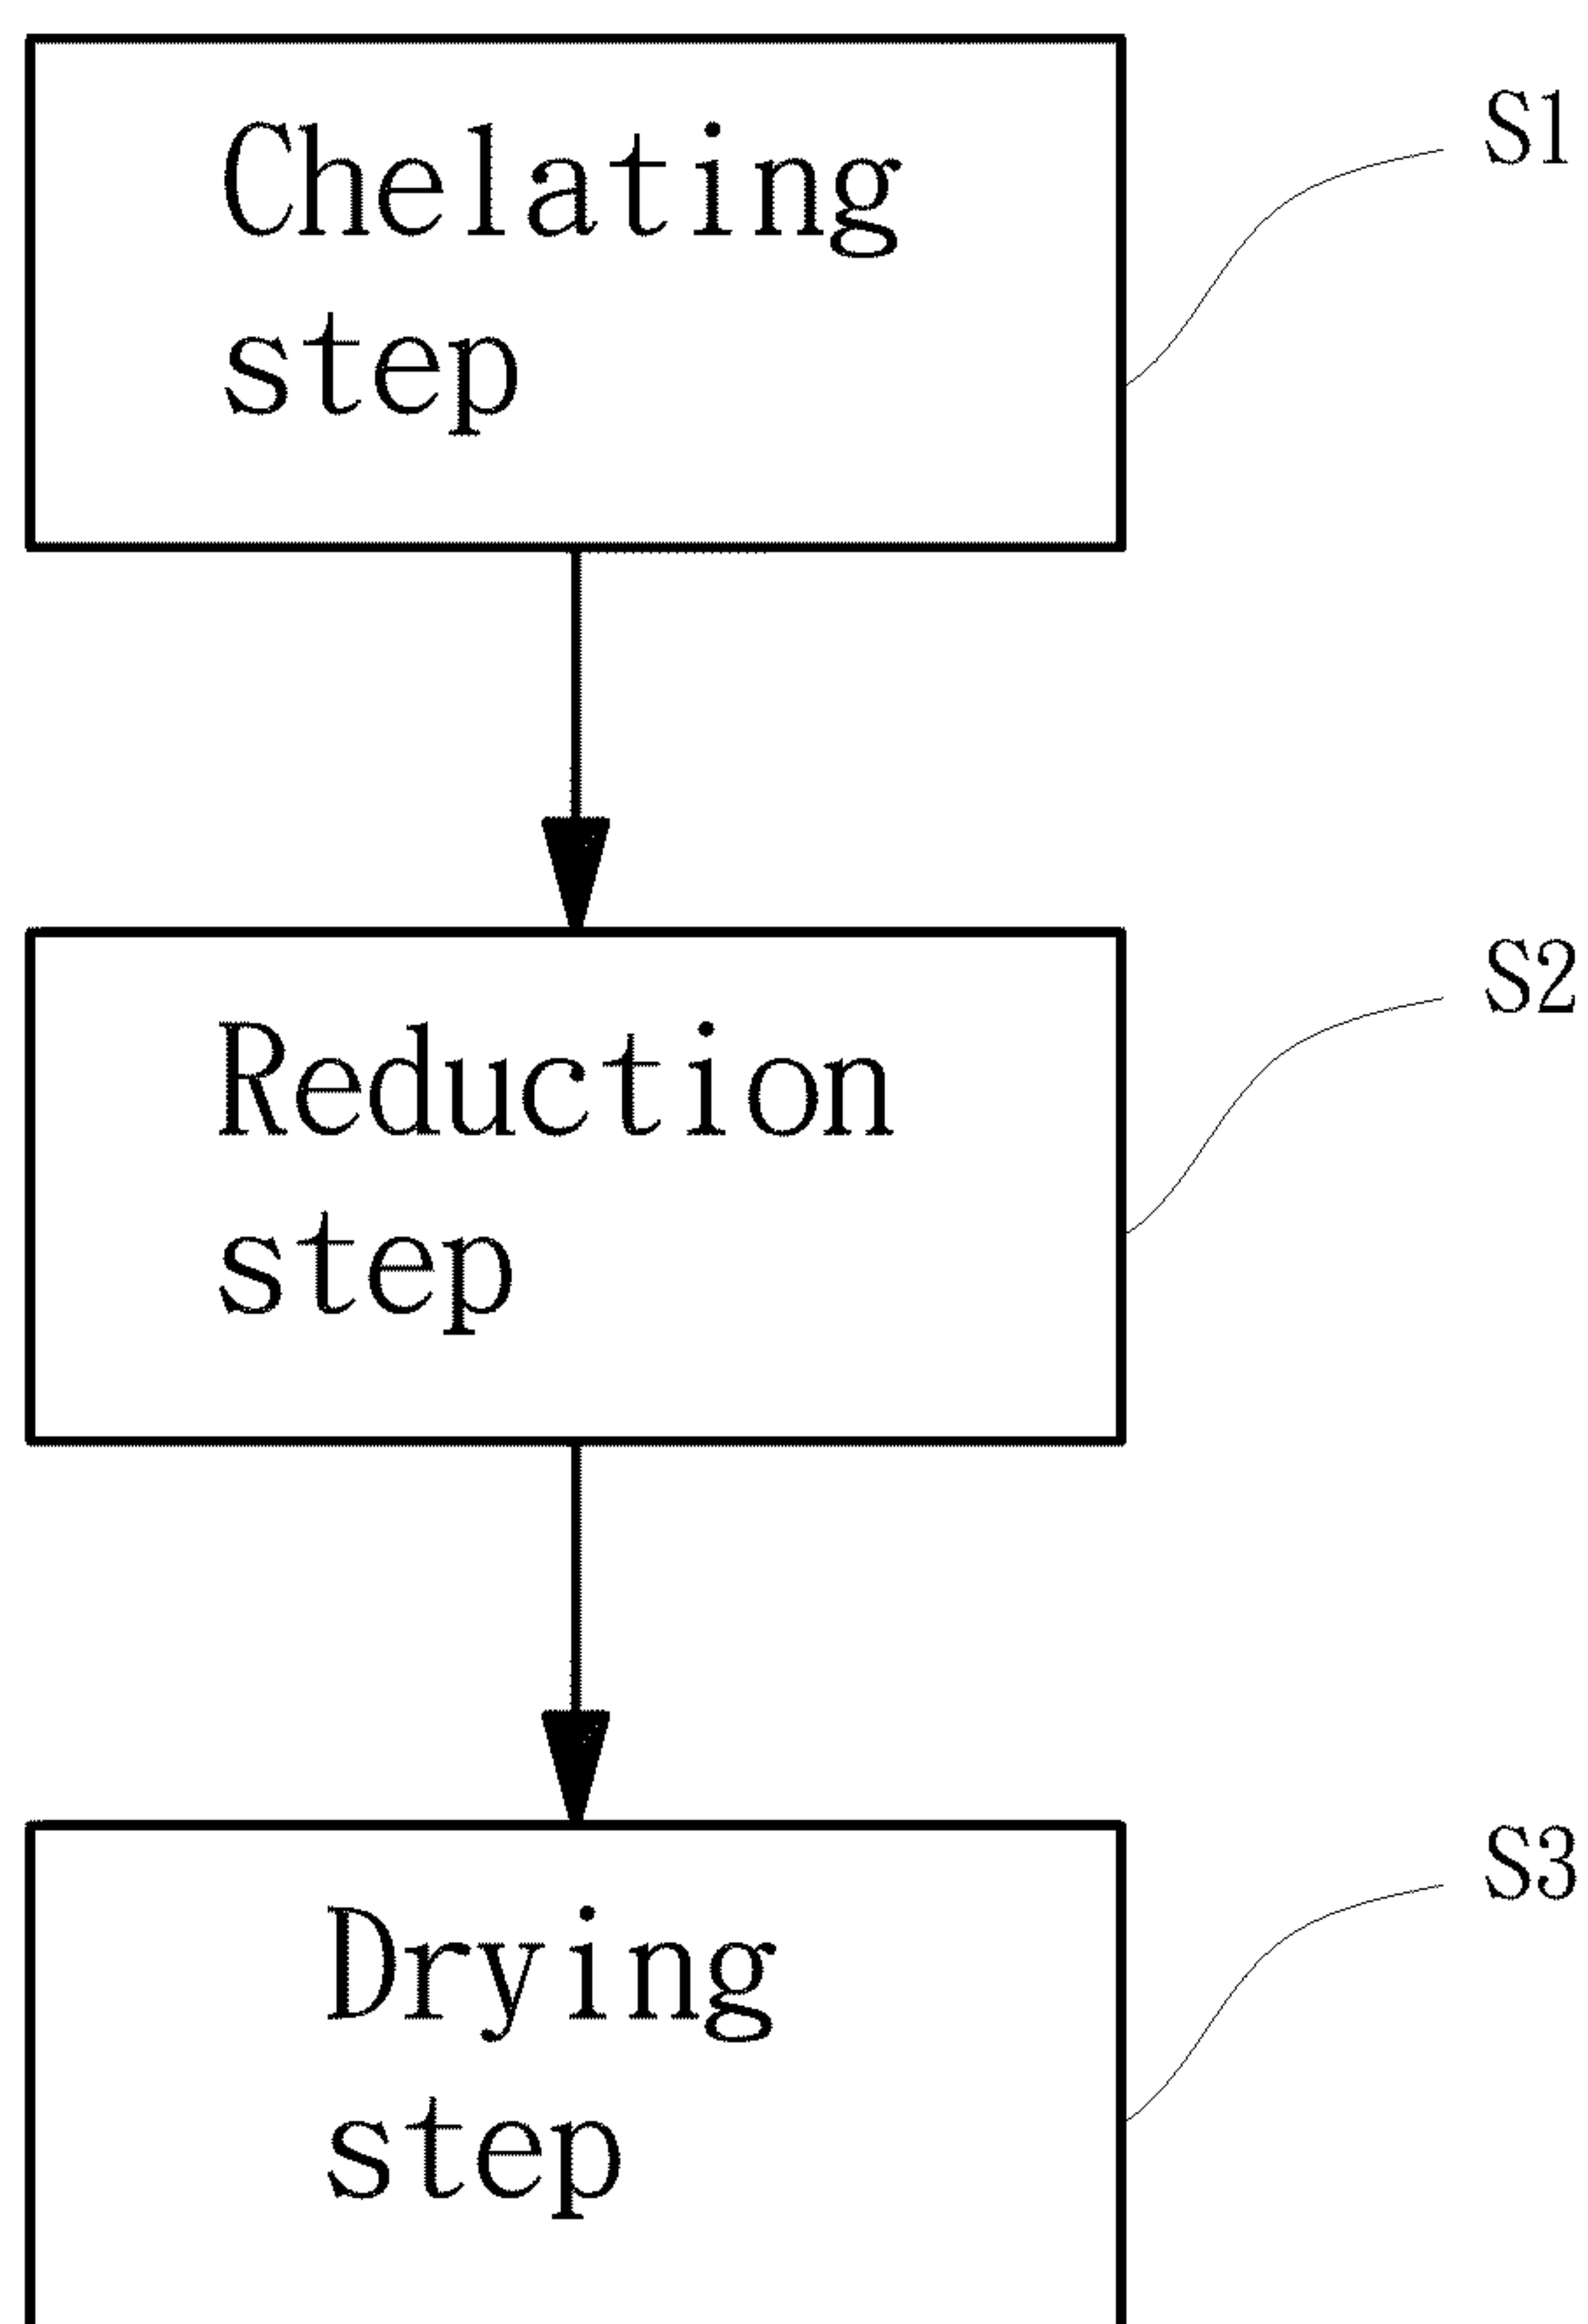 Chelating
step
S1
Reduction
step
S2
Drying
step
S3